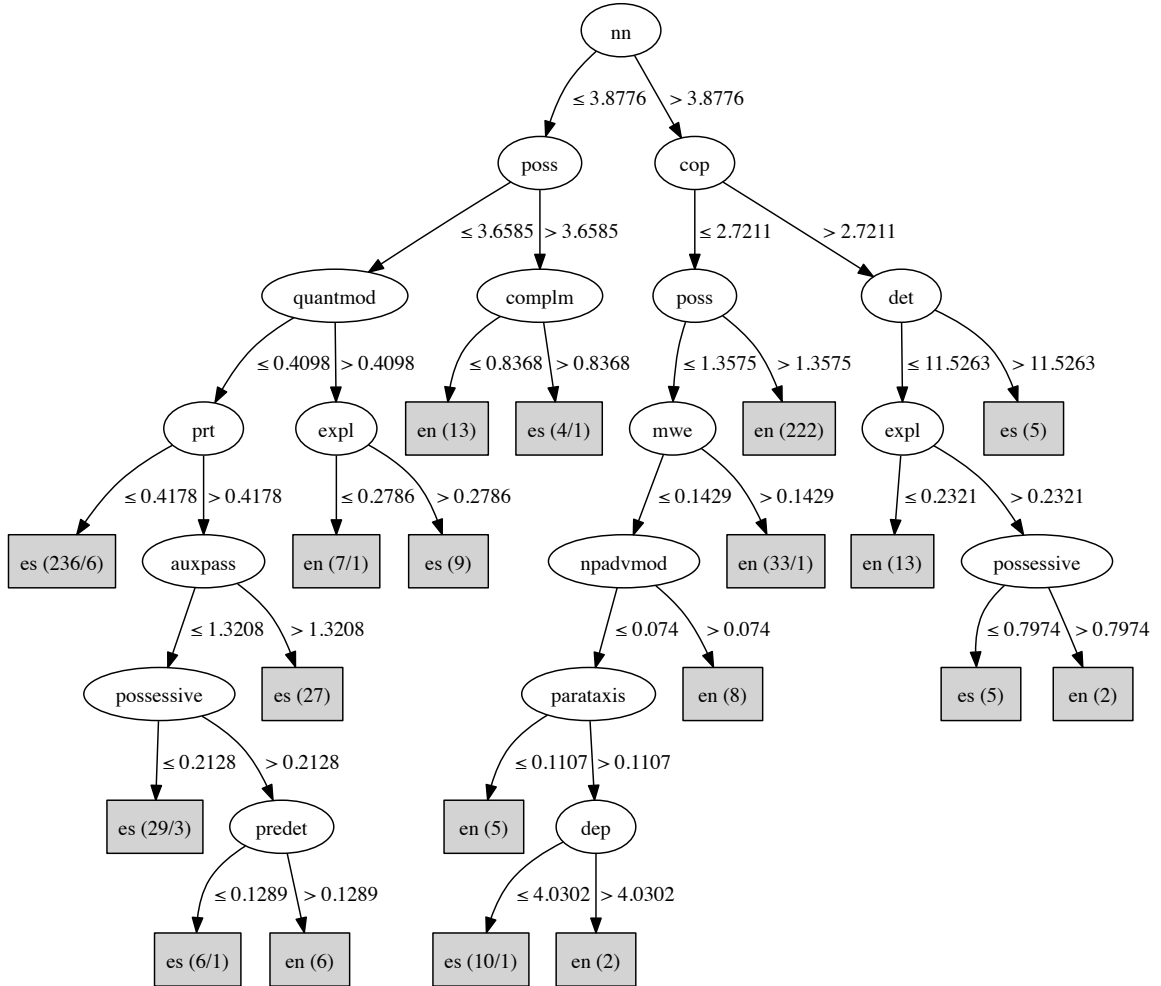 nn
≤ 3.8776 > 3.8776
poss cop
≤ 3.6585 > 3.6585 ≤ 2.7211 > 2.7211
quantmod complm poss det
≤ 0.4098 > 0.4098 ≤ 0.8368 > 0.8368 ≤ 1.3575 > 1.3575 ≤ 11.5263 > 11.5263
prt expl en (13) es (4/1) mwe en (222) expl es (5)
≤ 0.4178 > 0.4178 ≤ 0.2786 > 0.2786 ≤ 0.1429 > 0.1429 ≤ 0.2321 > 0.2321
es (236/6) auxpass en (7/1) es (9) npadvmod en (33/1) en (13) possessive
≤ 1.3208 > 1.3208 ≤ 0.074 > 0.074 ≤ 0.7974 > 0.7974
possessive es (27) parataxis en (8) es (5) en (2)
≤ 0.2128 > 0.2128 ≤ 0.1107 > 0.1107
es (29/3) predet en (5) dep
≤ 0.1289 > 0.1289 ≤ 4.0302 > 4.0302
es (6/1) en (6) es (10/1) en (2)